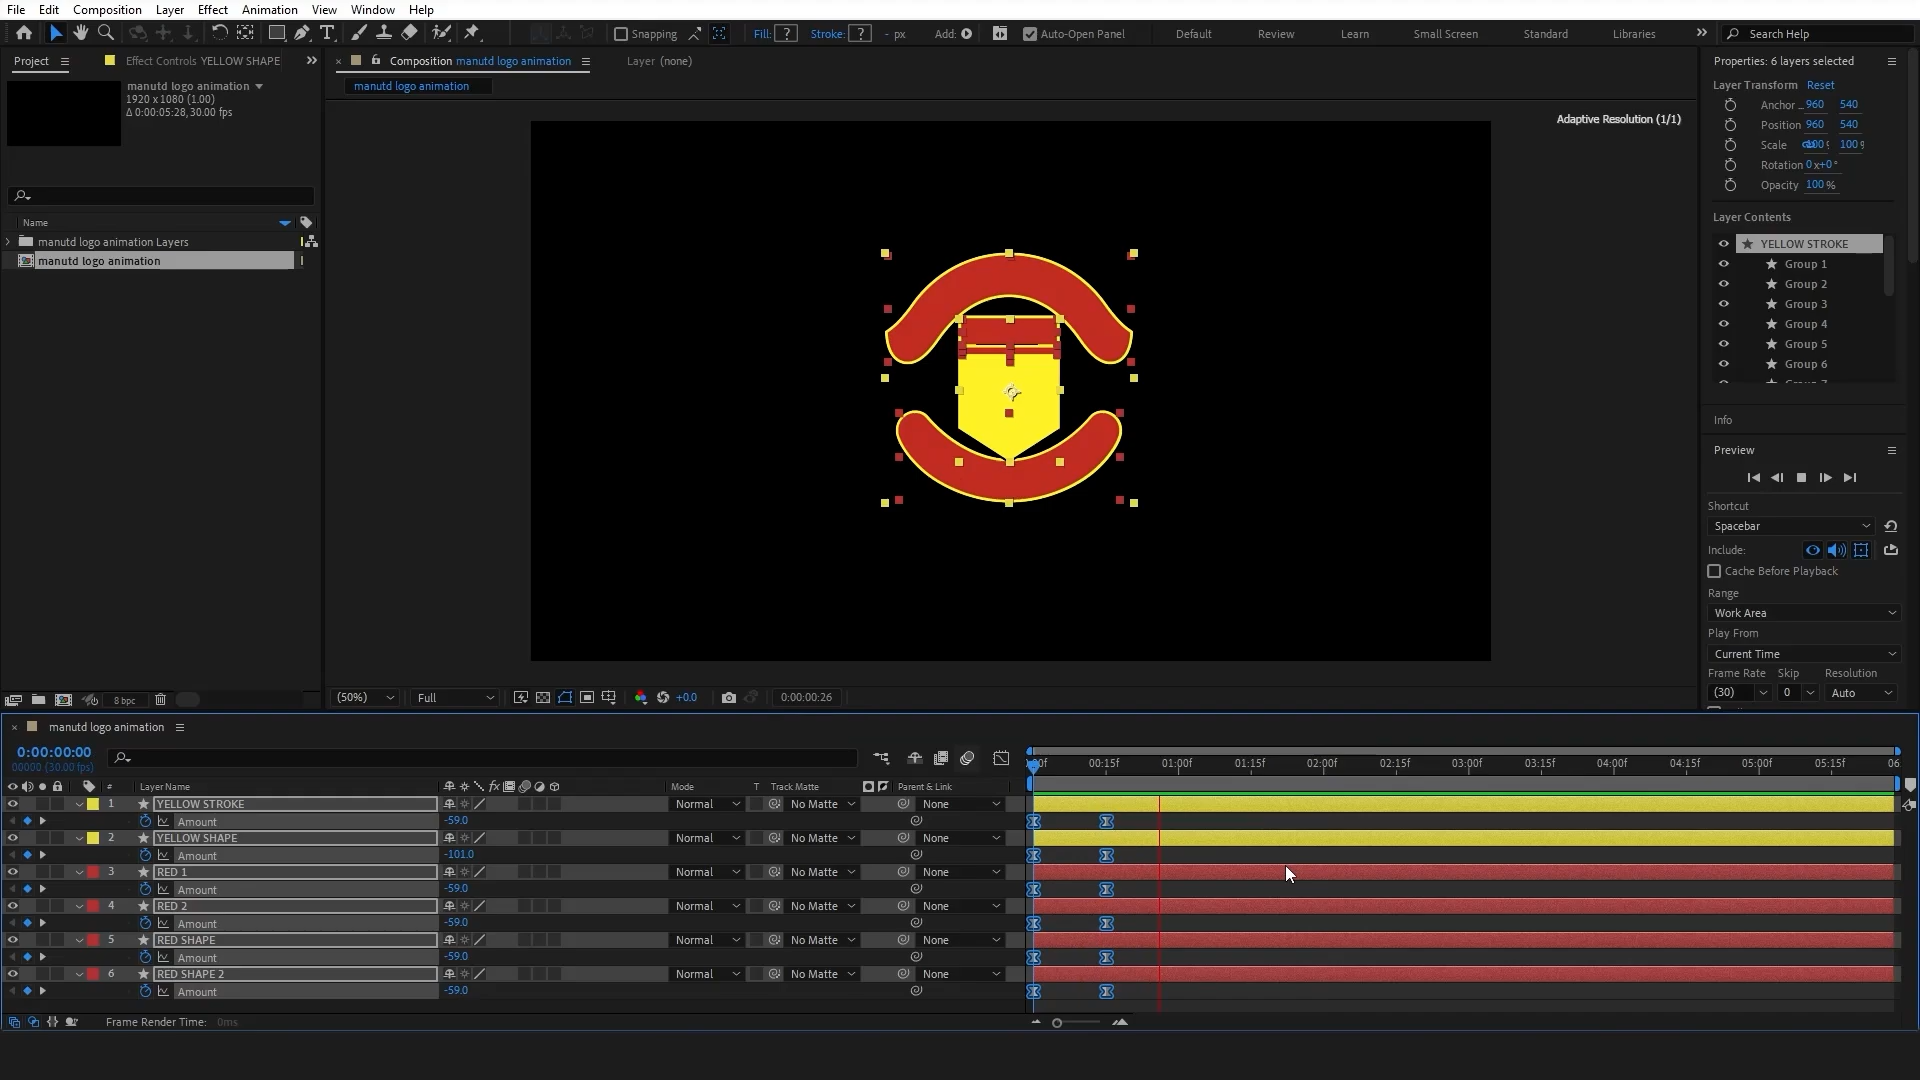 File Edit Composition Layer Effect Animation View Window Help
Snapping Fill: ? Stroke: ? - px Add: Auto-Open Panel Default Review Learn Small Screen Standard Libraries Search Help
Project Effect Controls YELLOW SHAPE
Composition manutd logo animation Layer (none)
manutd logo animation
manutd logo animation
1920 x 1080 (1.00)
Δ 0:00:05:28, 30.00 fps
Name
manutd logo animation Layers
manutd logo animation
8 bpc
Adaptive Resolution (1/1)
(50%) Full +0.0 0:00:00:26
Properties: 6 layers selected
Layer Transform Reset
Anchor .. 960 540
Position 960 540
Scale 100 100
Rotation 0x+0°
Opacity 100 %
Layer Contents
YELLOW STROKE
Group 1
Group 2
Group 3
Group 4
Group 5
Group 6
Info
Preview
Shortcut
Spacebar
Include:
Cache Before Playback
Range
Work Area
Play From
Current Time
Frame Rate Skip Resolution
(30) 0 Auto
manutd logo animation
0:00:00:00
00000 (30.00 fps)
00:15f 01:00f 01:15f 02:00f 02:15f 03:00f 03:15f 04:00f 04:15f 05:00f 05:15f 06
# Layer Name fx Mode T Track Matte Parent & Link
1 YELLOW STROKE Normal No Matte None
Amount -59.0
2 YELLOW SHAPE Normal No Matte None
Amount -101.0
3 RED 1 Normal No Matte None
Amount -59.0
4 RED 2 Normal No Matte None
Amount -59.0
5 RED SHAPE Normal No Matte None
Amount -59.0
6 RED SHAPE 2 Normal No Matte None
Amount -59.0
Frame Render Time: 0ms